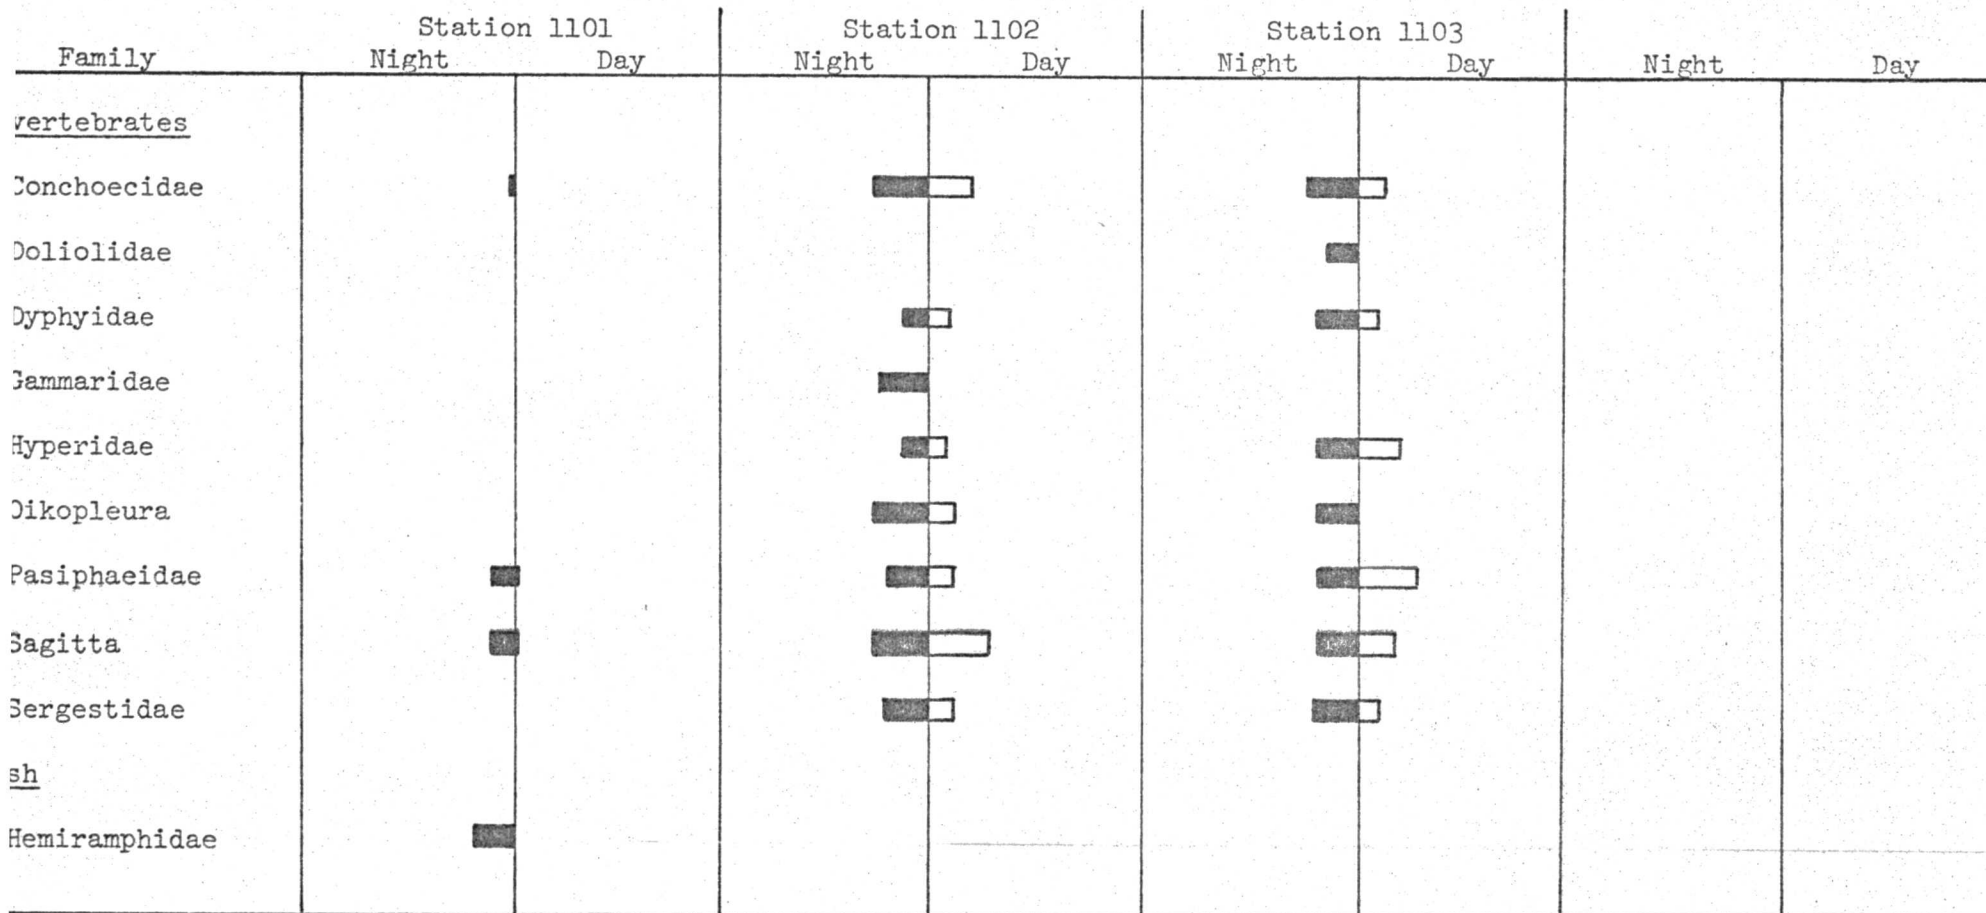 Station 1101 Station 1102 Station 1103
Family Night Day Night Day Night Day Night Day
vertebrates
Conchoecidae
Doliolidae
Dyphyidae
Gammaridae
Hyperidae
Oikopleura
Pasiphaeidae
Sagitta
Sergestidae
sh
Hemiramphidae